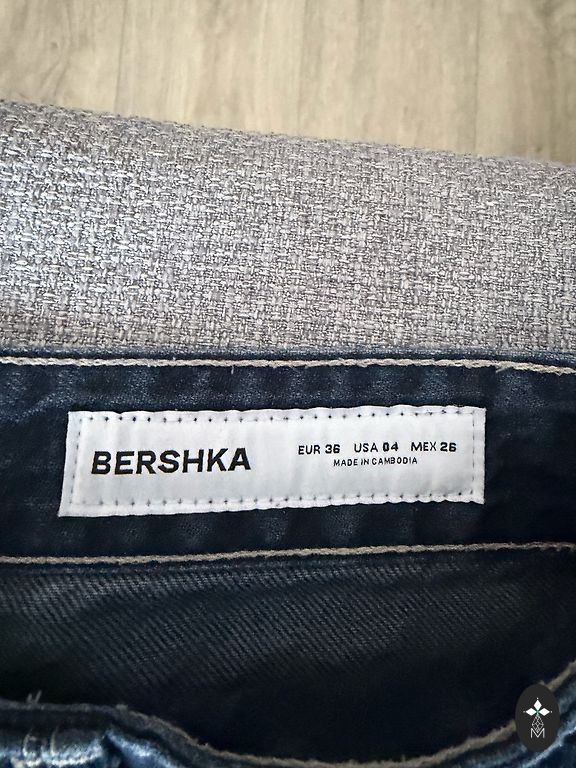 BERSHKA
EUR 36 USA 04 MEX 26
MADE IN CAMBODIA
M